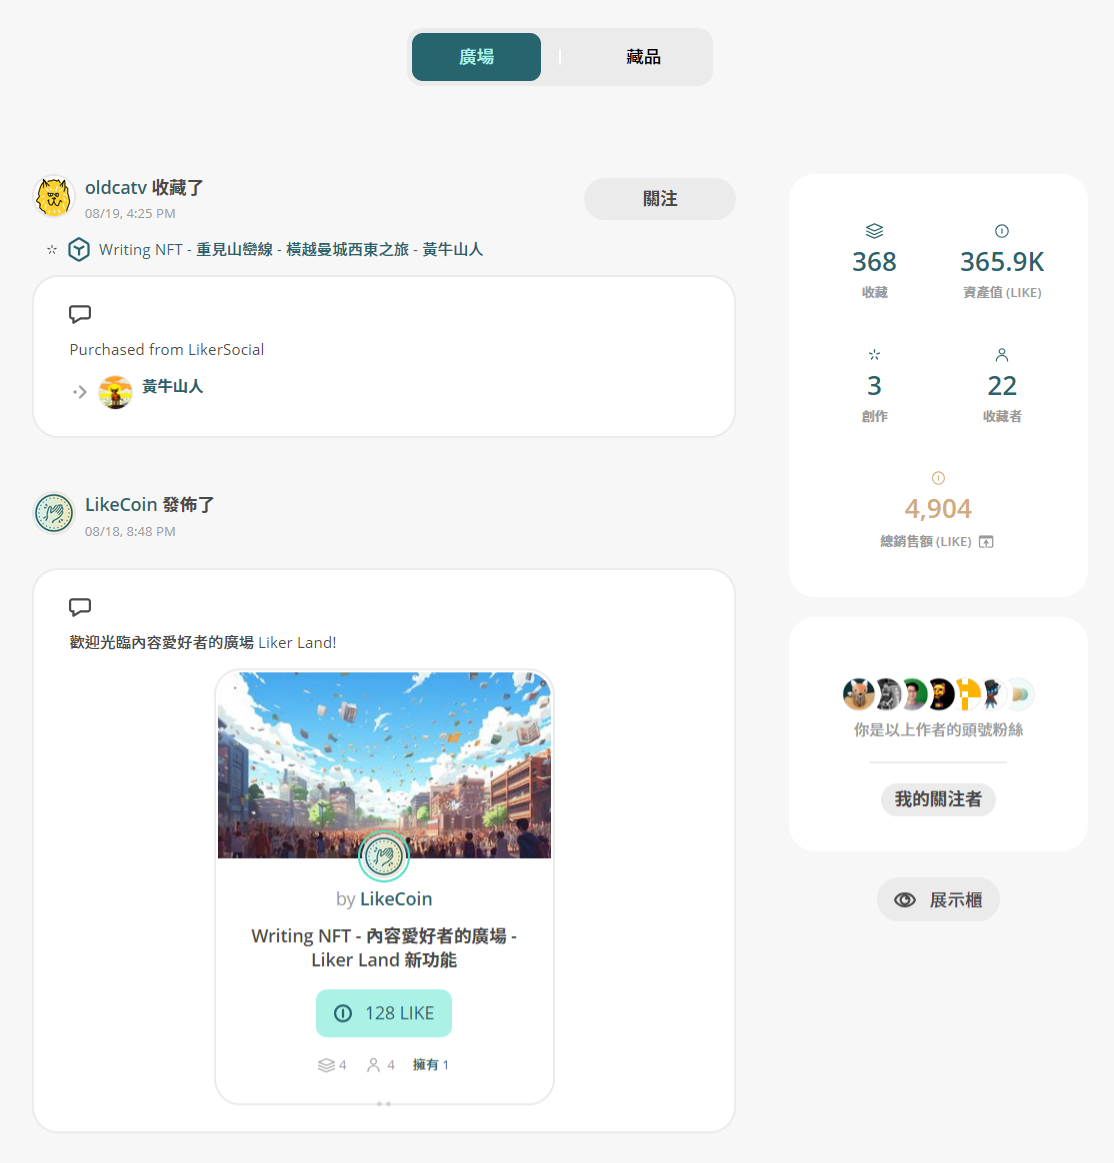 廣場
藏品
oldcatv 收藏了
08/19, 4:25 PM
關注
Writing NFT - 重見山巒線 - 橫越曼城西東之旅 - 黃牛山人
Purchased from LikerSocial
黃牛山人
LikeCoin 發佈了
08/18, 8:48 PM
歡迎光臨內容愛好者的廣場 Liker Land!
by LikeCoin
Writing NFT - 內容愛好者的廣場 -
Liker Land 新功能
128 LIKE
4 4 擁有 1
368 365.9K
收藏 資產值 (LIKE)
3 22
創作 收藏者
4,904
總銷售額 (LIKE)
你是以上作者的頭號粉絲
我的關注者
展示櫃